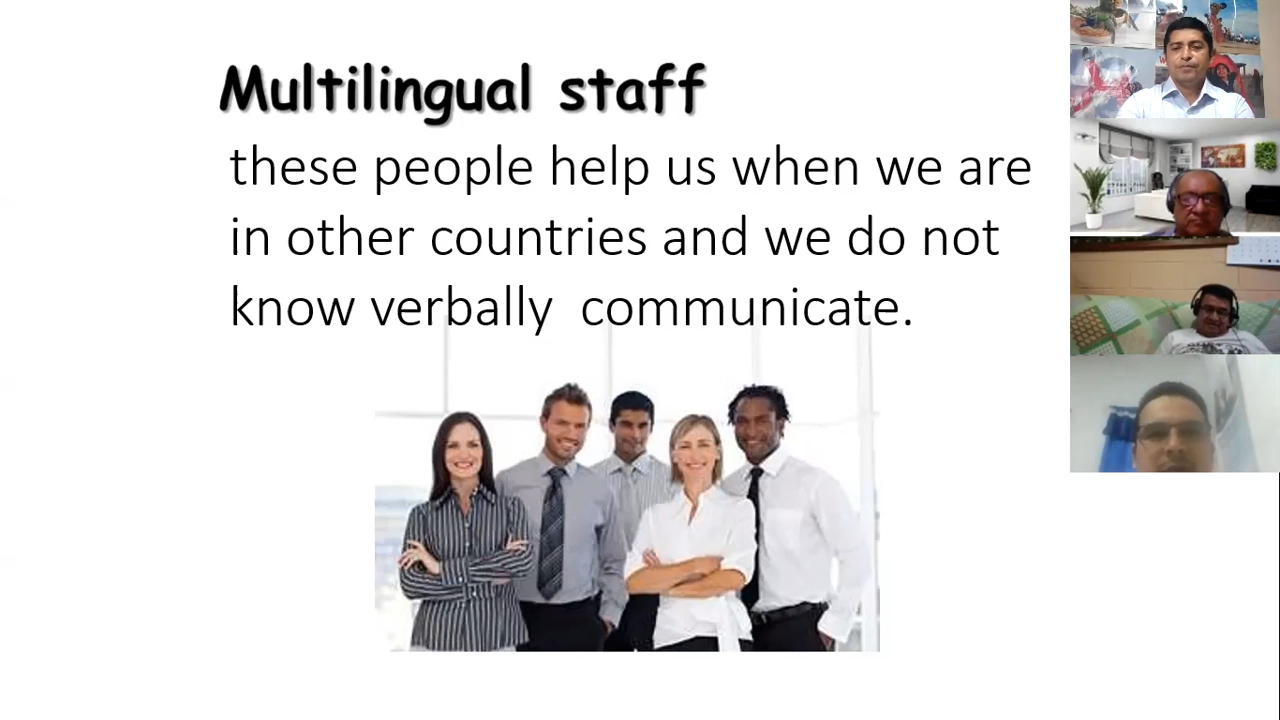 Multilingual staff
these people help us when we are
in other countries and we do not
know verbally communicate.